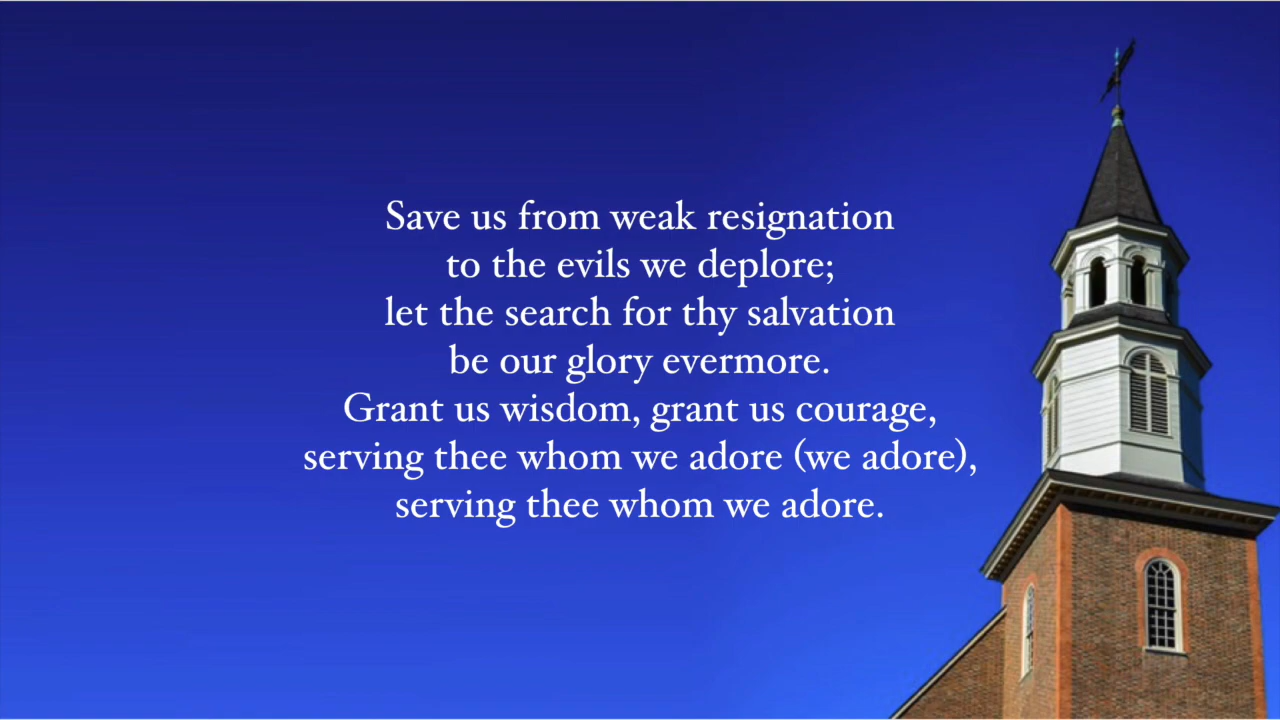 Save us from weak resignation
to the evils we deplore;
let the search for thy salvation
be our glory evermore.
Grant us wisdom, grant us courage,
serving thee whom we adore (we adore),
serving thee whom we adore.